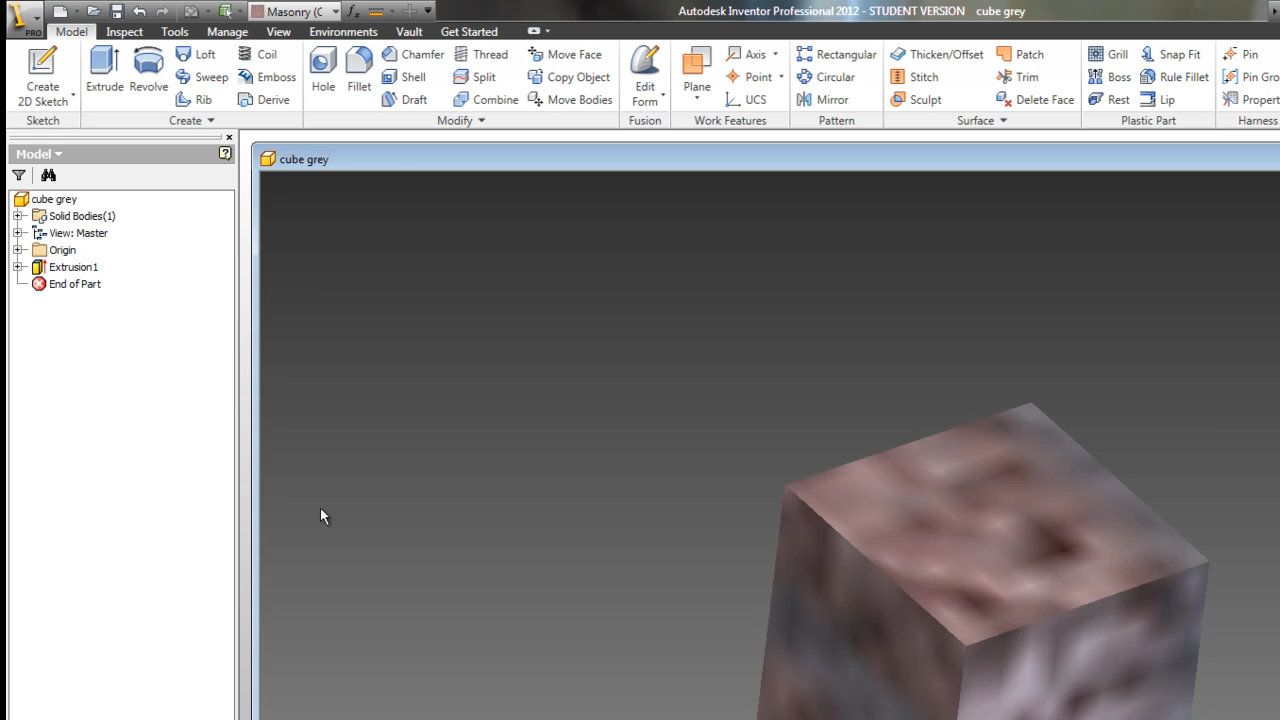 PRO
Masonry (C
Autodesk Inventor Professional 2012 - STUDENT VERSION cube grey
Model Inspect Tools Manage View Environments Vault Get Started
Create
2D Sketch
Extrude
Revolve
Loft
Sweep
Rib
Coil
Emboss
Derive
Hole
Fillet
Chamfer
Shell
Draft
Thread
Split
Combine
Move Face
Copy Object
Move Bodies
Edit
Form
Plane
Axis
Point
UCS
Rectangular
Circular
Mirror
Thicken/Offset
Stitch
Sculpt
Patch
Trim
Delete Face
Grill
Boss
Rest
Snap Fit
Rule Fillet
Lip
Pin
Pin Gro
Propert
Sketch Create Modify Fusion Work Features Pattern Surface Plastic Part Harness
Model
cube grey
Solid Bodies(1)
View: Master
Origin
Extrusion1
End of Part
cube grey